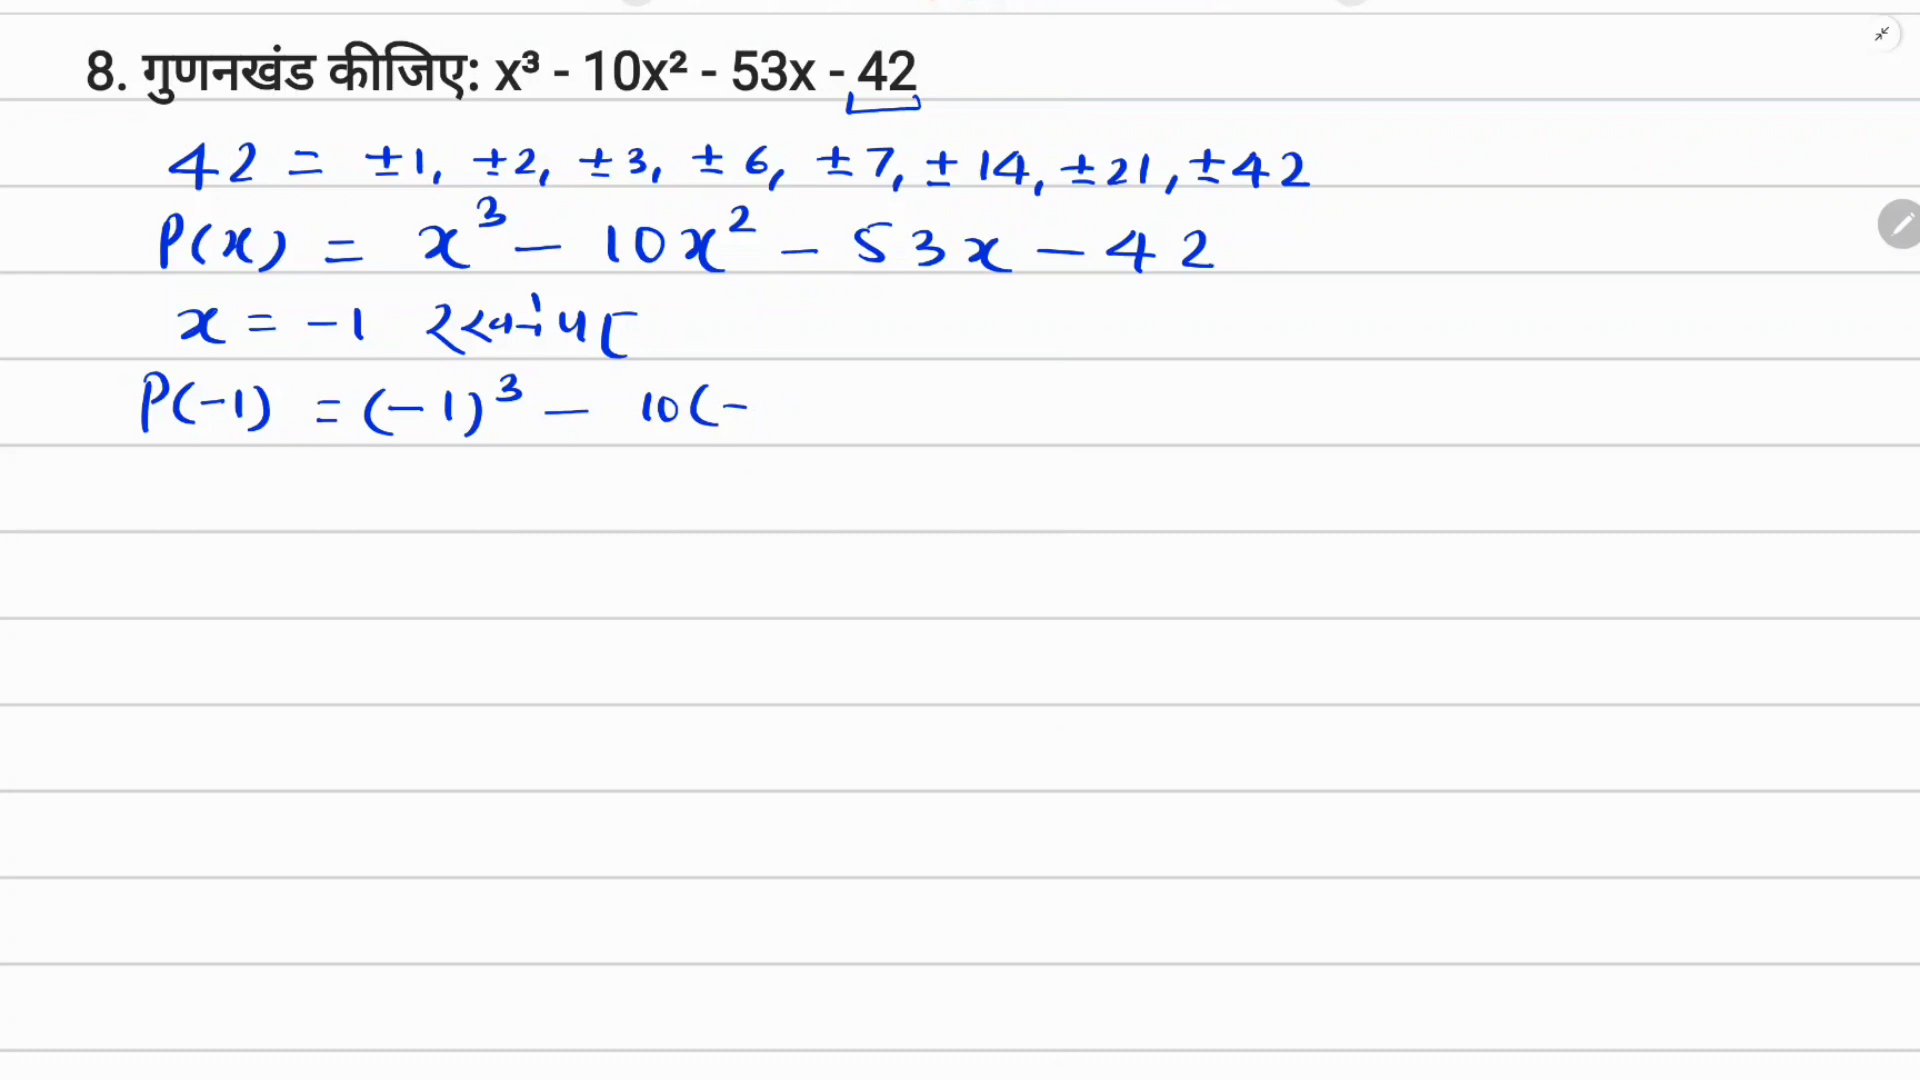 8. गुणनखंड कीजिए: x³ - 10x² - 53x - 42
42 = ±1, ±2, ±3, ±6, ±7, ±14, ±21, ±42
P(x) = x³ - 10x² - 53x - 42
x = -1 रखने पर
P(-1) = (-1)³ - 10(-